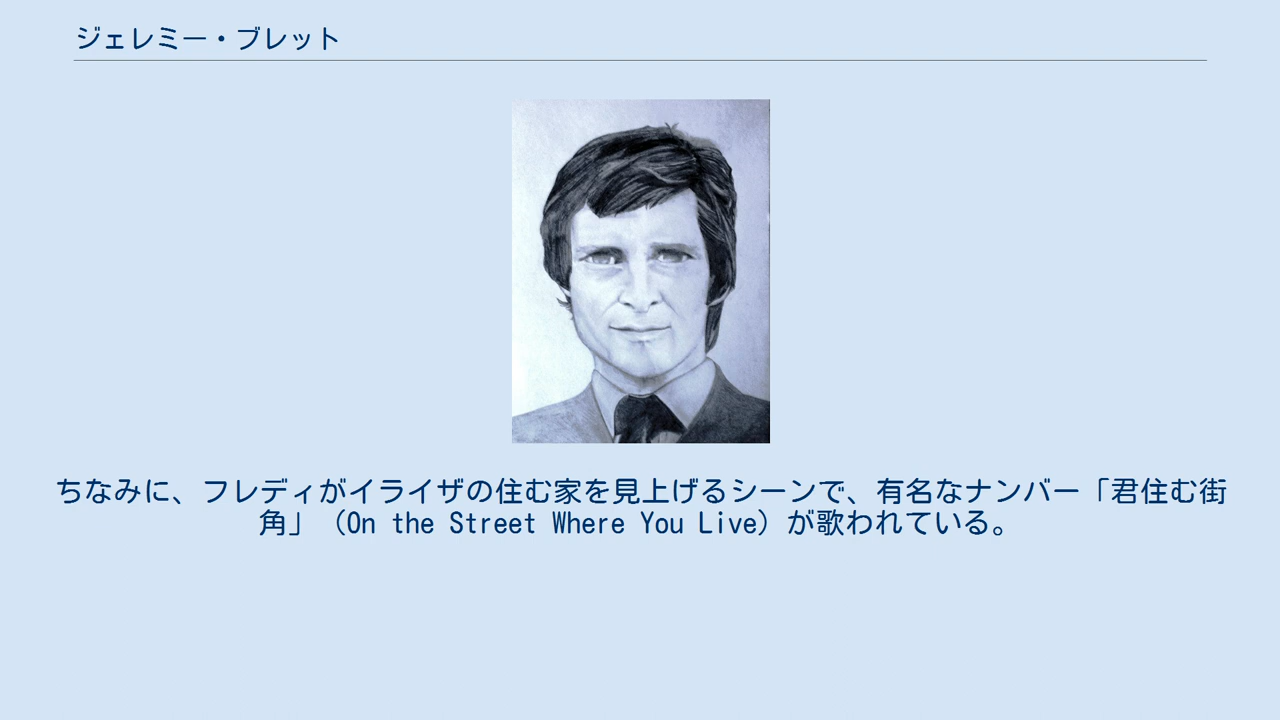 ジェレミー・ブレット
ちなみに、フレディがイライザの住む家を見上げるシーンで、有名なナンバー「君住む街
角」（On the Street Where You Live）が歌われている。